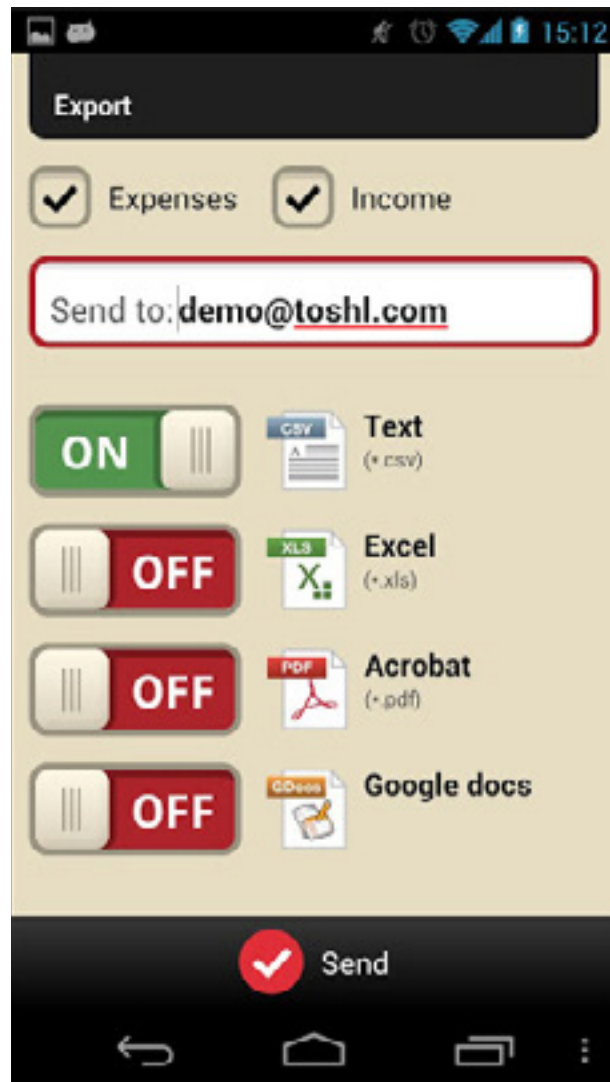 15:12
Export
Expenses Income
Send to: demo@toshl.com
ON CSV Text
(*.csv)
OFF XLS Excel
(*.xls)
OFF PDF Acrobat
(*.pdf)
OFF GDocs Google docs
Send